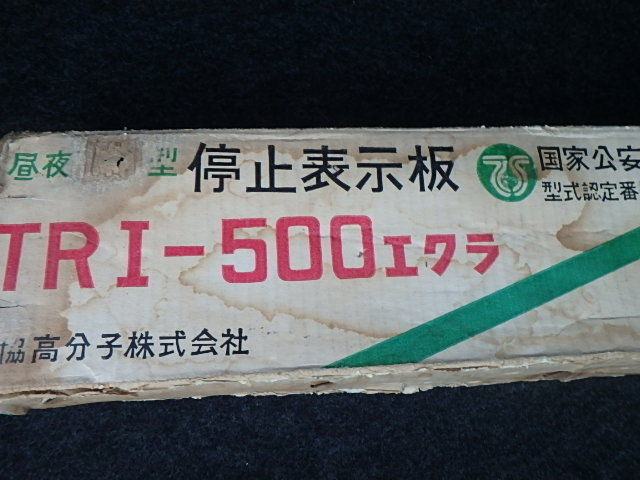 昼夜 型 停止表示板 国家公安
型式認定番
TRI-500エクラ
協高分子株式会社